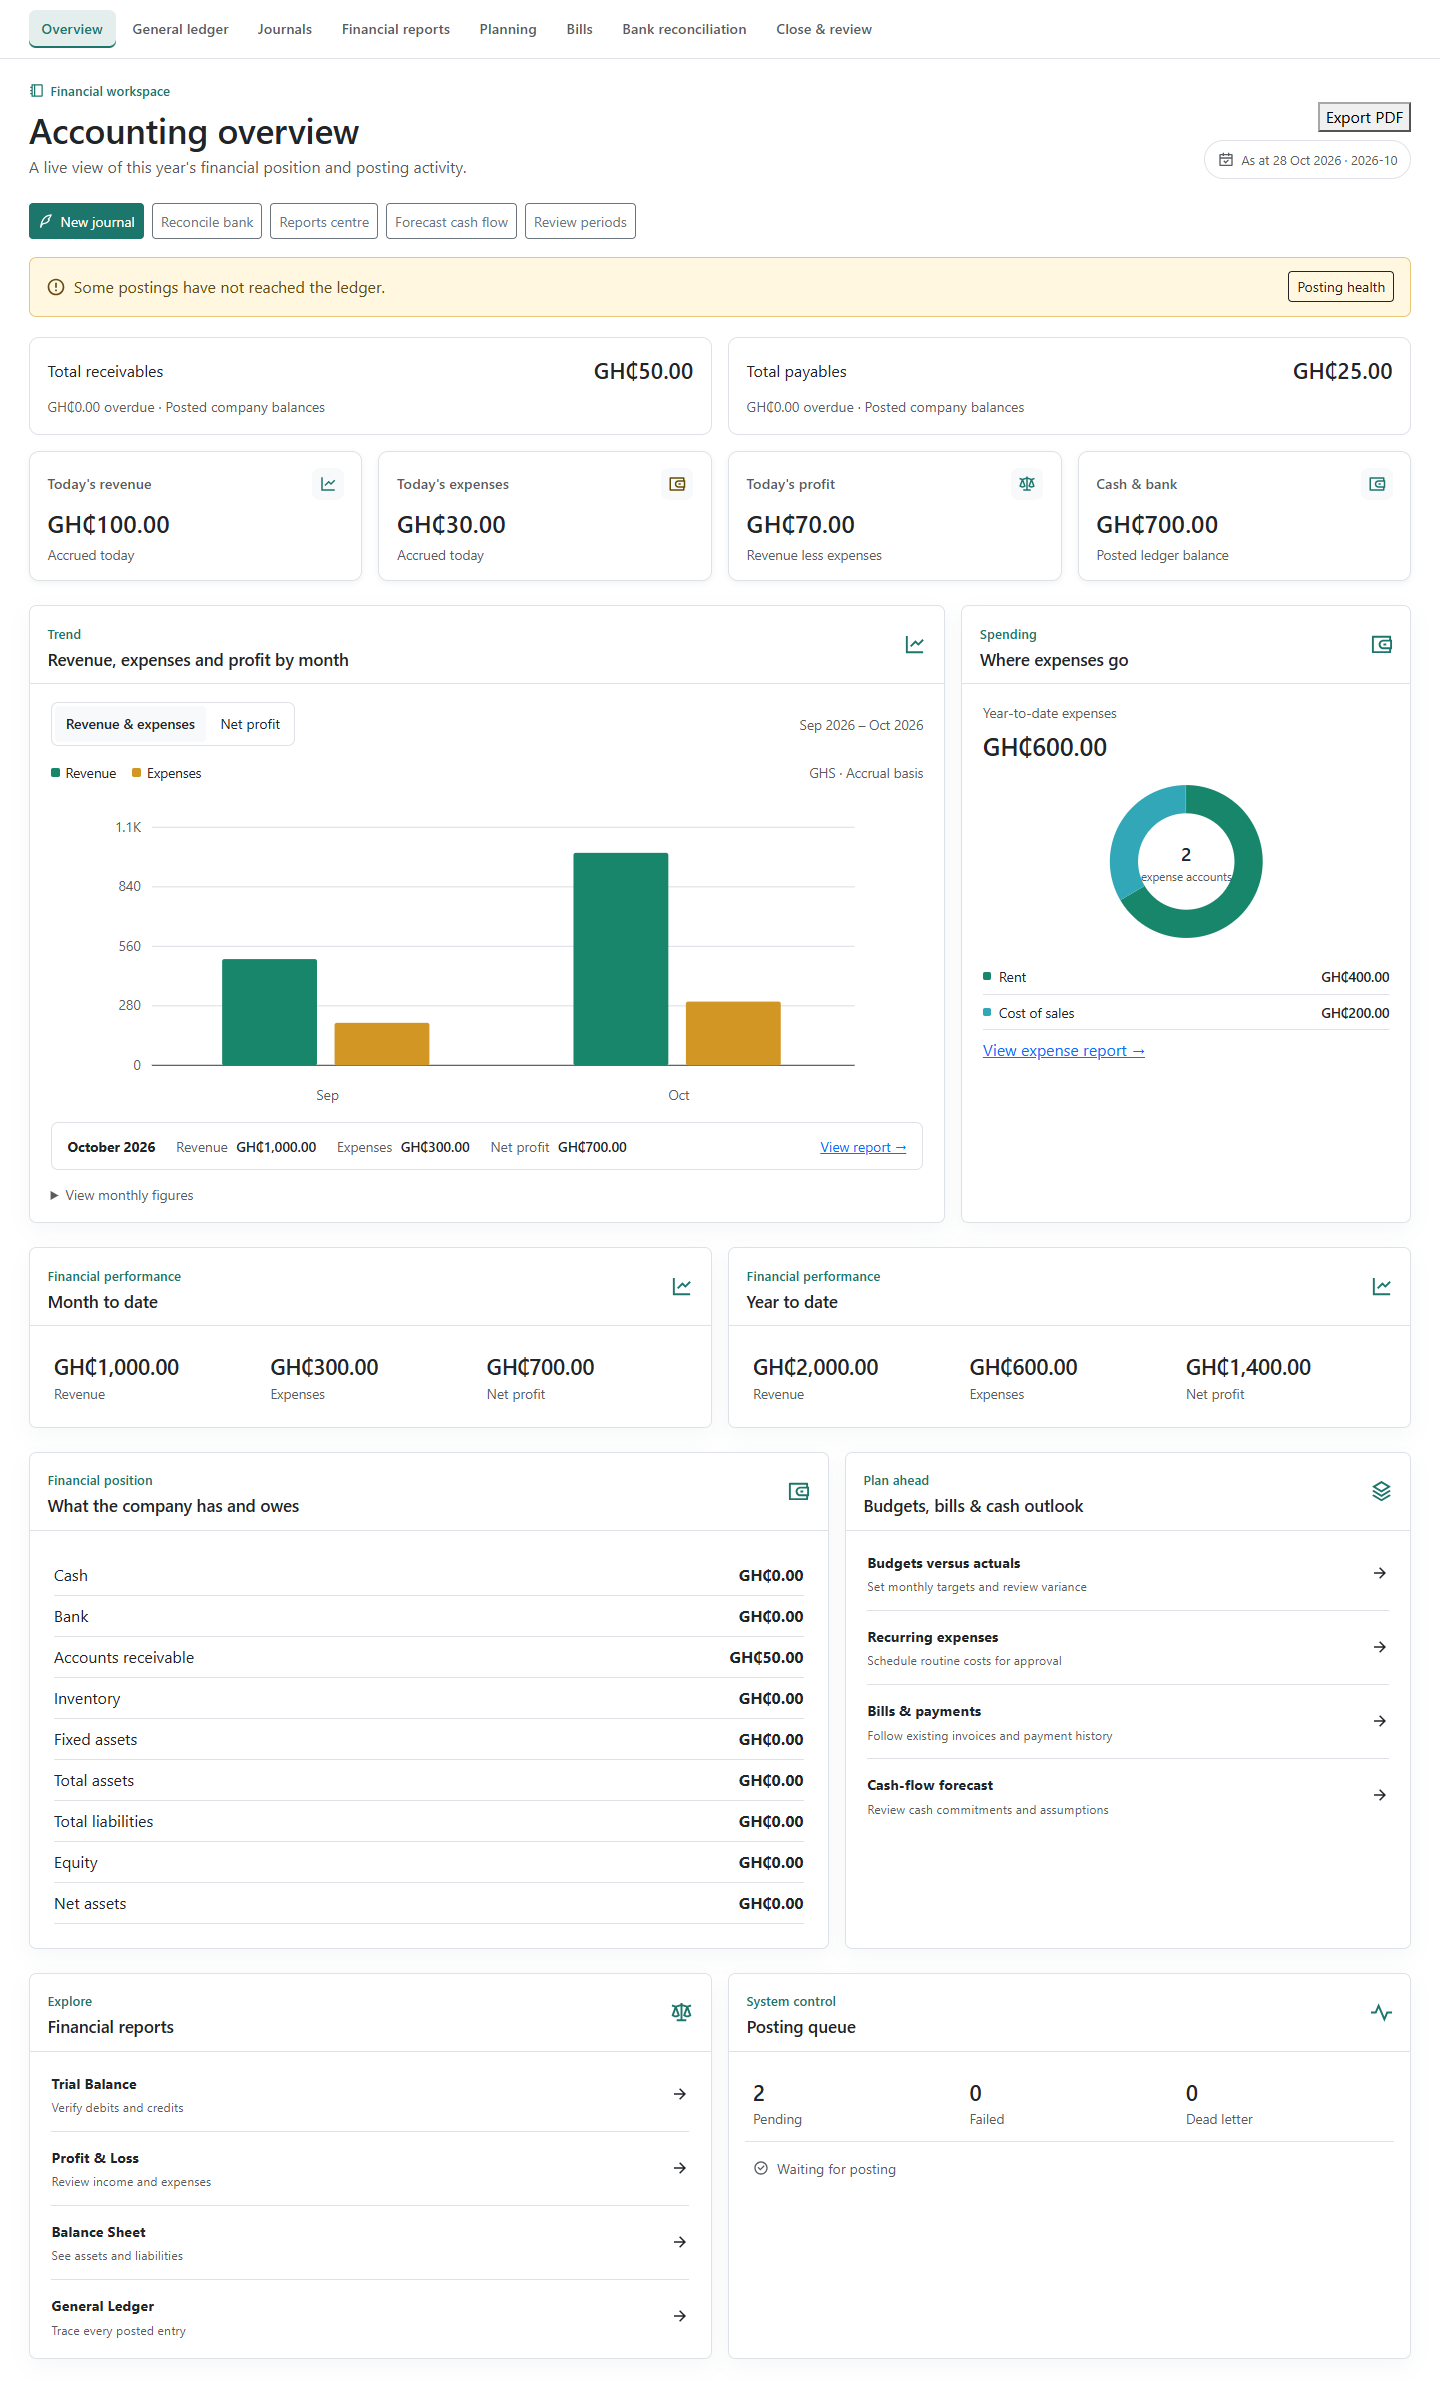 Overview General ledger Journals Financial reports Planning Bills Bank reconciliation Close & review
Financial workspace
Accounting overview
A live view of this year's financial position and posting activity.
Export PDF
As at 28 Oct 2026 · 2026-10
New journal Reconcile bank Reports centre Forecast cash flow Review periods
Some postings have not reached the ledger.
Posting health
Total receivables GH₵50.00
GH₵0.00 overdue · Posted company balances
Total payables GH₵25.00
GH₵0.00 overdue · Posted company balances
Today's revenue
GH₵100.00
Accrued today
Today's expenses
GH₵30.00
Accrued today
Today's profit
GH₵70.00
Revenue less expenses
Cash & bank
GH₵700.00
Posted ledger balance
Trend
Revenue, expenses and profit by month
Revenue & expenses Net profit
Sep 2026 – Oct 2026
Revenue Expenses
GHS · Accrual basis
1.1K
840
560
280
0
Sep Oct
October 2026 Revenue GH₵1,000.00 Expenses GH₵300.00 Net profit GH₵700.00 View report →
▶ View monthly figures
Spending
Where expenses go
Year-to-date expenses
GH₵600.00
2
expense accounts
Rent GH₵400.00
Cost of sales GH₵200.00
View expense report →
Financial performance
Month to date
GH₵1,000.00 GH₵300.00 GH₵700.00
Revenue Expenses Net profit
Financial performance
Year to date
GH₵2,000.00 GH₵600.00 GH₵1,400.00
Revenue Expenses Net profit
Financial position
What the company has and owes
Cash GH₵0.00
Bank GH₵0.00
Accounts receivable GH₵50.00
Inventory GH₵0.00
Fixed assets GH₵0.00
Total assets GH₵0.00
Total liabilities GH₵0.00
Equity GH₵0.00
Net assets GH₵0.00
Plan ahead
Budgets, bills & cash outlook
Budgets versus actuals
Set monthly targets and review variance
Recurring expenses
Schedule routine costs for approval
Bills & payments
Follow existing invoices and payment history
Cash-flow forecast
Review cash commitments and assumptions
Explore
Financial reports
Trial Balance
Verify debits and credits
Profit & Loss
Review income and expenses
Balance Sheet
See assets and liabilities
General Ledger
Trace every posted entry
System control
Posting queue
2 0 0
Pending Failed Dead letter
Waiting for posting